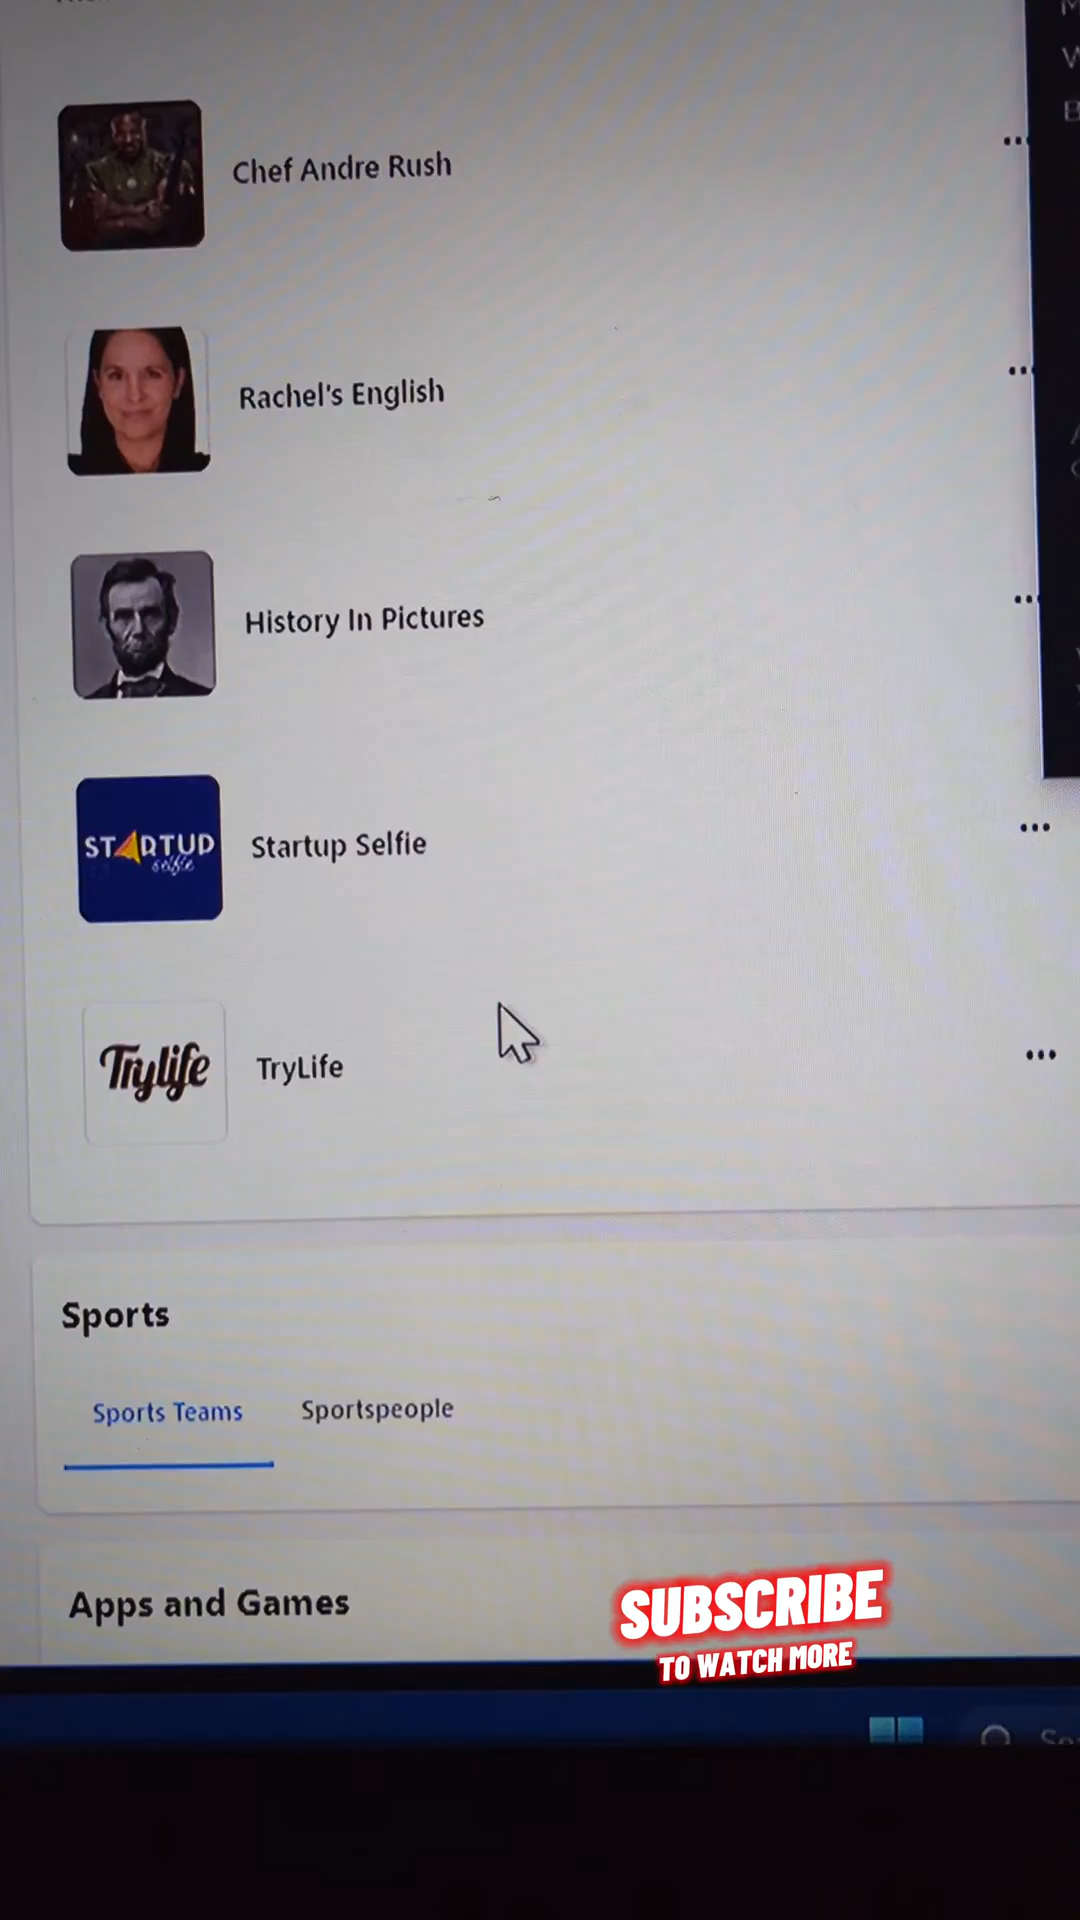 Chef Andre Rush
Rachel's English
History In Pictures
STARTUP
selfie
Startup Selfie
Trylife
TryLife
Sports
Sports Teams
Sportspeople
Apps and Games
SUBSCRIBE
TO WATCH MORE